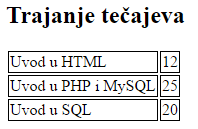 Trajanje tečajeva
Uvod u HTML 12
Uvod u PHP i MySQL 25
Uvod u SQL 20